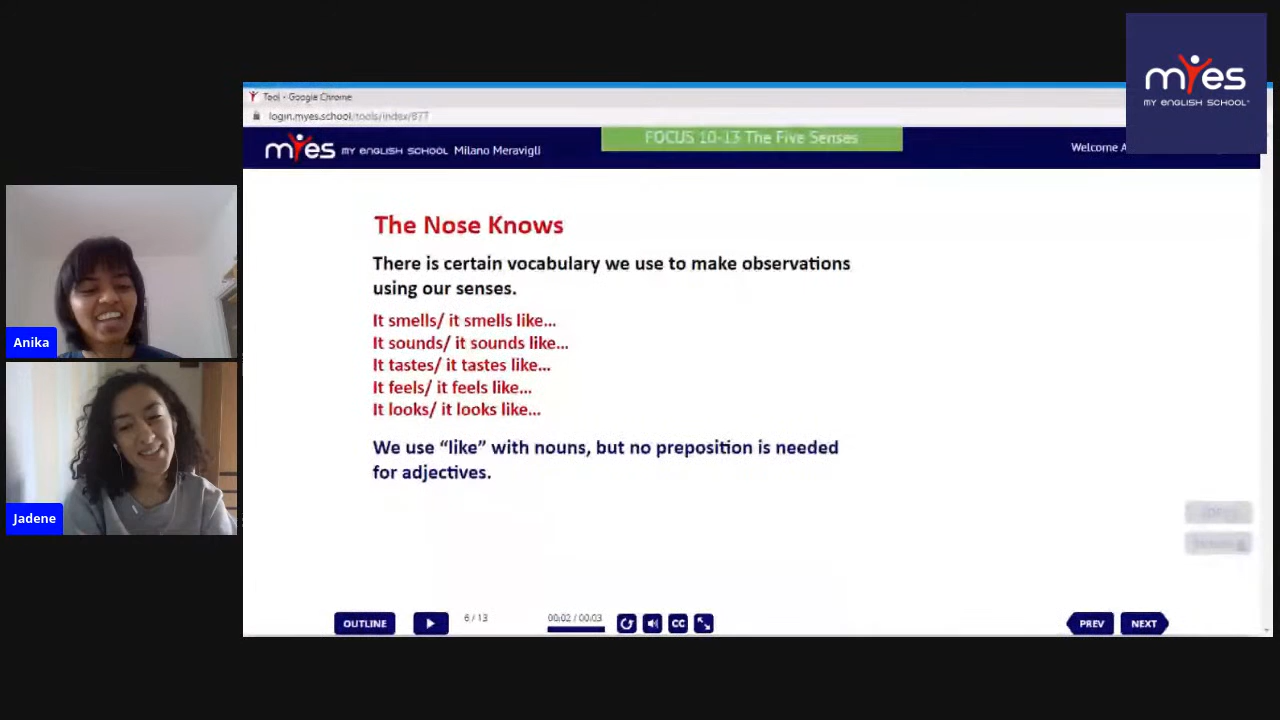 myes
MY ENGLISH SCHOOL
Tool - Google Chrome
login.myes.school/tools/index/877
myes MY ENGLISH SCHOOL Milano Meravigli
FOCUS 10-13 The Five Senses
Welcome A
The Nose Knows
There is certain vocabulary we use to make observations
using our senses.
It smells/ it smells like...
It sounds/ it sounds like...
It tastes/ it tastes like...
It feels/ it feels like...
It looks/ it looks like...
We use “like” with nouns, but no preposition is needed
for adjectives.
Anika
Jadene
OUTLINE
6 / 13
00:02 / 00:03
CC
PREV
NEXT